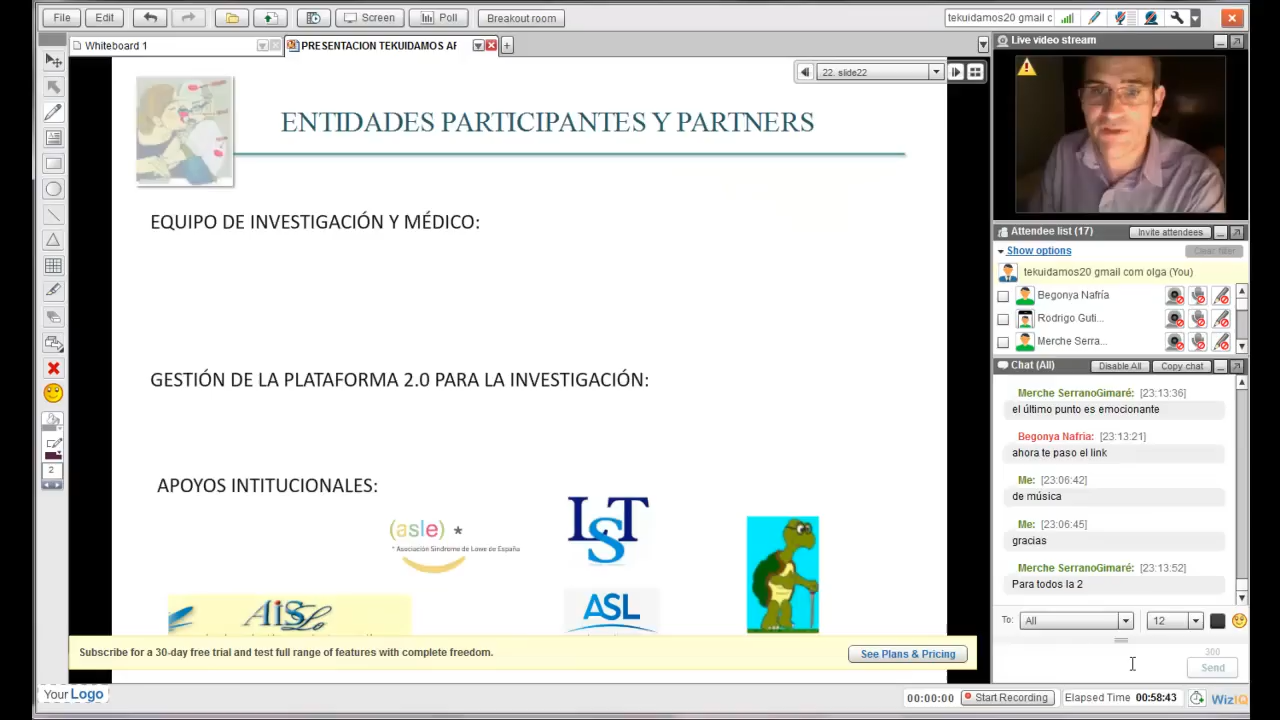 File
Edit
Screen
Poll
Breakout room
tekuidamos20 gmail c
Whiteboard 1
PRESENTACION TEKUIDAMOS AF
22. slide22
ENTIDADES PARTICIPANTES Y PARTNERS
EQUIPO DE INVESTIGACIÓN Y MÉDICO:
GESTIÓN DE LA PLATAFORMA 2.0 PARA LA INVESTIGACIÓN:
APOYOS INTITUCIONALES:
(asle) *
* Asociación Síndrome de Lowe de España
LST
AiSLo
ASL
Subscribe for a 30-day free trial and test full range of features with complete freedom.
See Plans & Pricing
Your Logo
Live video stream
Attendee list (17)
Invite attendees
Show options
Clear filter
tekuidamos20 gmail com olga (You)
Begonya Nafría
Rodrigo Guti...
Merche Serra...
Chat (All)
Disable All
Copy chat
Merche SerranoGimaré: [23:13:36]
el último punto es emocionante
Begonya Nafría: [23:13:21]
ahora te paso el link
Me: [23:06:42]
de música
Me: [23:06:45]
gracias
Merche SerranoGimaré: [23:13:52]
Para todos la 2
To: All
12
300
Send
2
00:00:00
Start Recording
Elapsed Time 00:58:43
WizIQ